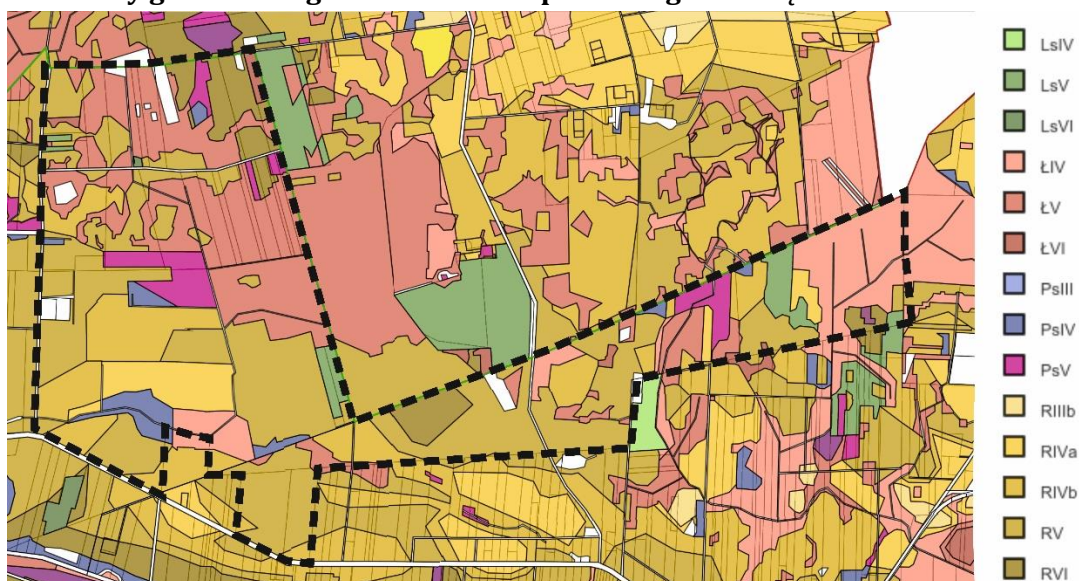 LsIV
LsV
LsVI
ŁIV
ŁV
ŁVI
PsIII
PsIV
PsV
RIIIb
RIVa
RIVb
RV
RVI